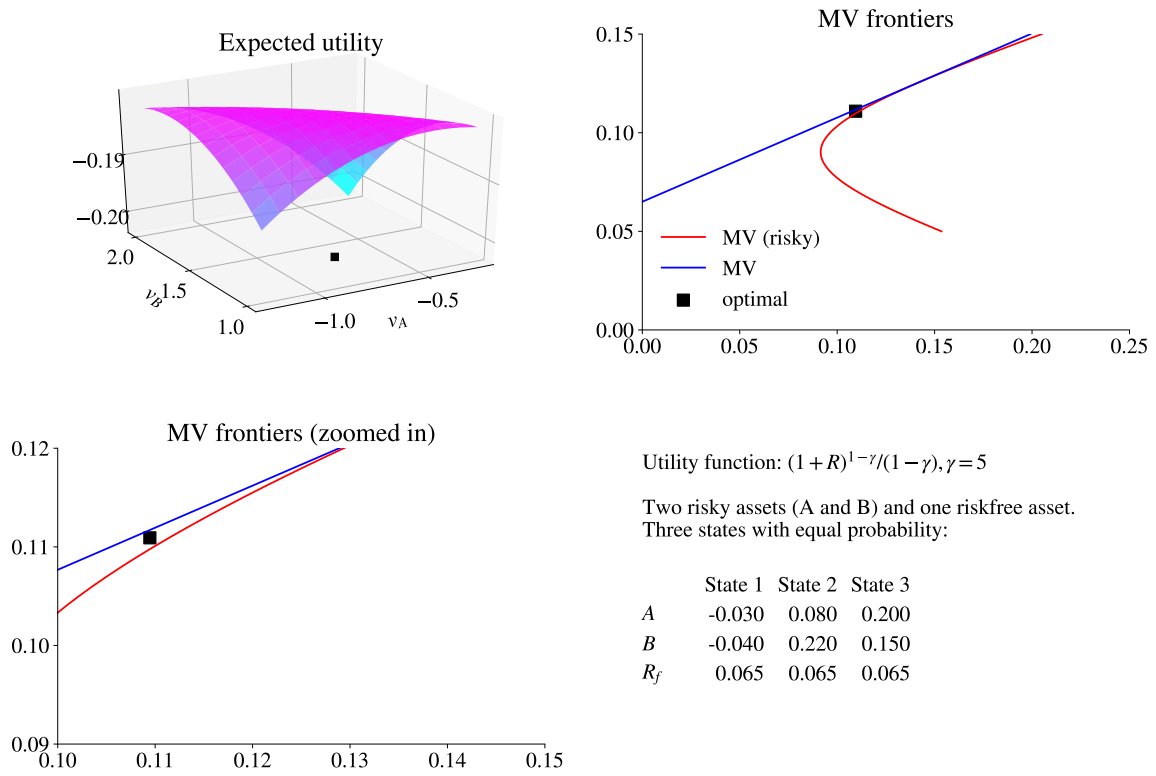 Expected utility
−0.19
−0.20
2.0
1.5
1.0
νB
−1.0
−0.5
νA
MV frontiers
0.15
0.10
0.05
0.00
MV (risky)
MV
optimal
0.00 0.05 0.10 0.15 0.20 0.25
MV frontiers (zoomed in)
0.12
0.11
0.10
0.09
0.10 0.11 0.12 0.13 0.14 0.15
Utility function: (1 + R)^{1−γ}/(1 − γ), γ = 5
Two risky assets (A and B) and one riskfree asset.
Three states with equal probability:
State 1 State 2 State 3
A -0.030 0.080 0.200
B -0.040 0.220 0.150
Rf 0.065 0.065 0.065